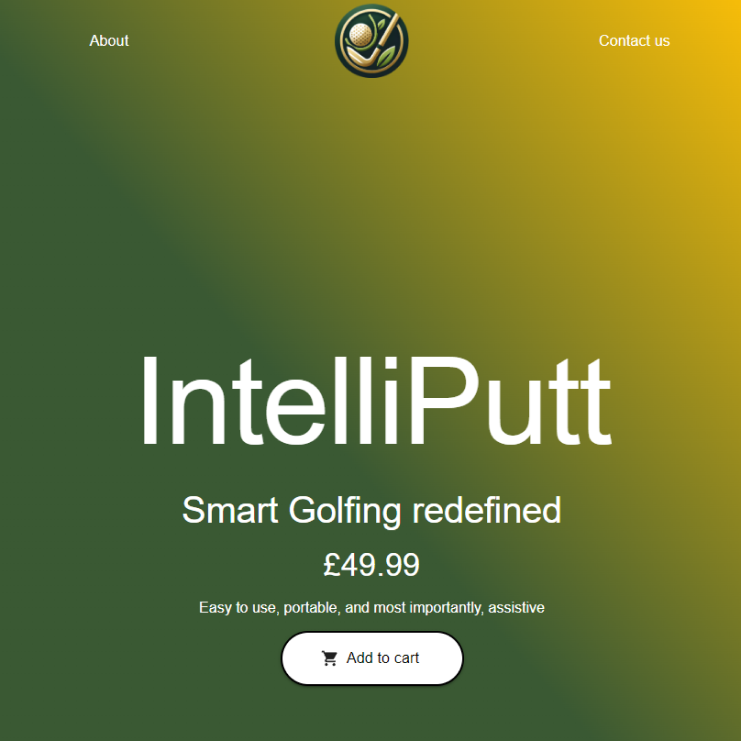 About
Contact us
IntelliPutt
Smart Golfing redefined
£49.99
Easy to use, portable, and most importantly, assistive
Add to cart